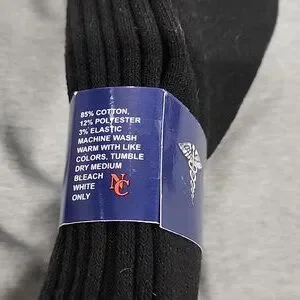 85% COTTON,
12% POLYESTER
3% ELASTIC
MACHINE WASH
WARM WITH LIKE
COLORS, TUMBLE
DRY MEDIUM
BLEACH
WHITE
ONLY
NC